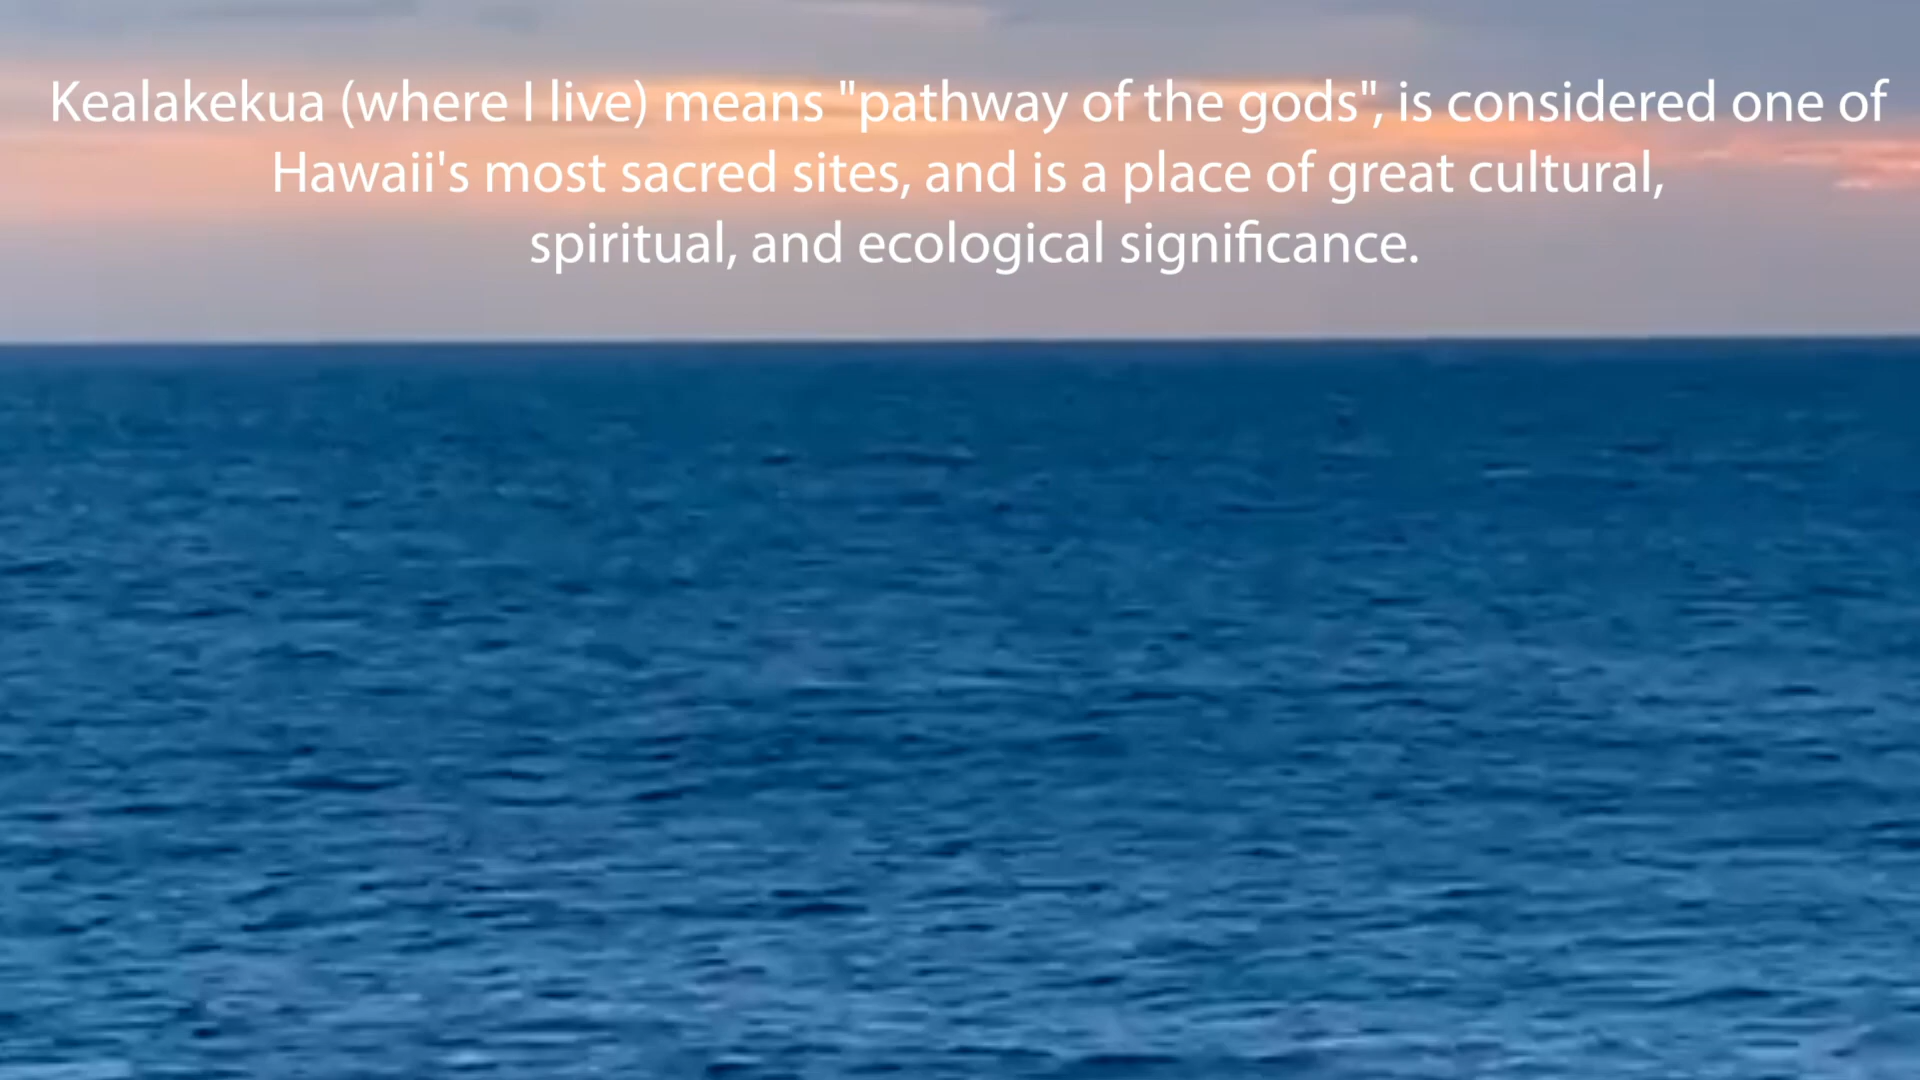 Kealakekua (where I live) means "pathway of the gods", is considered one of
Hawaii's most sacred sites, and is a place of great cultural,
spiritual, and ecological significance.